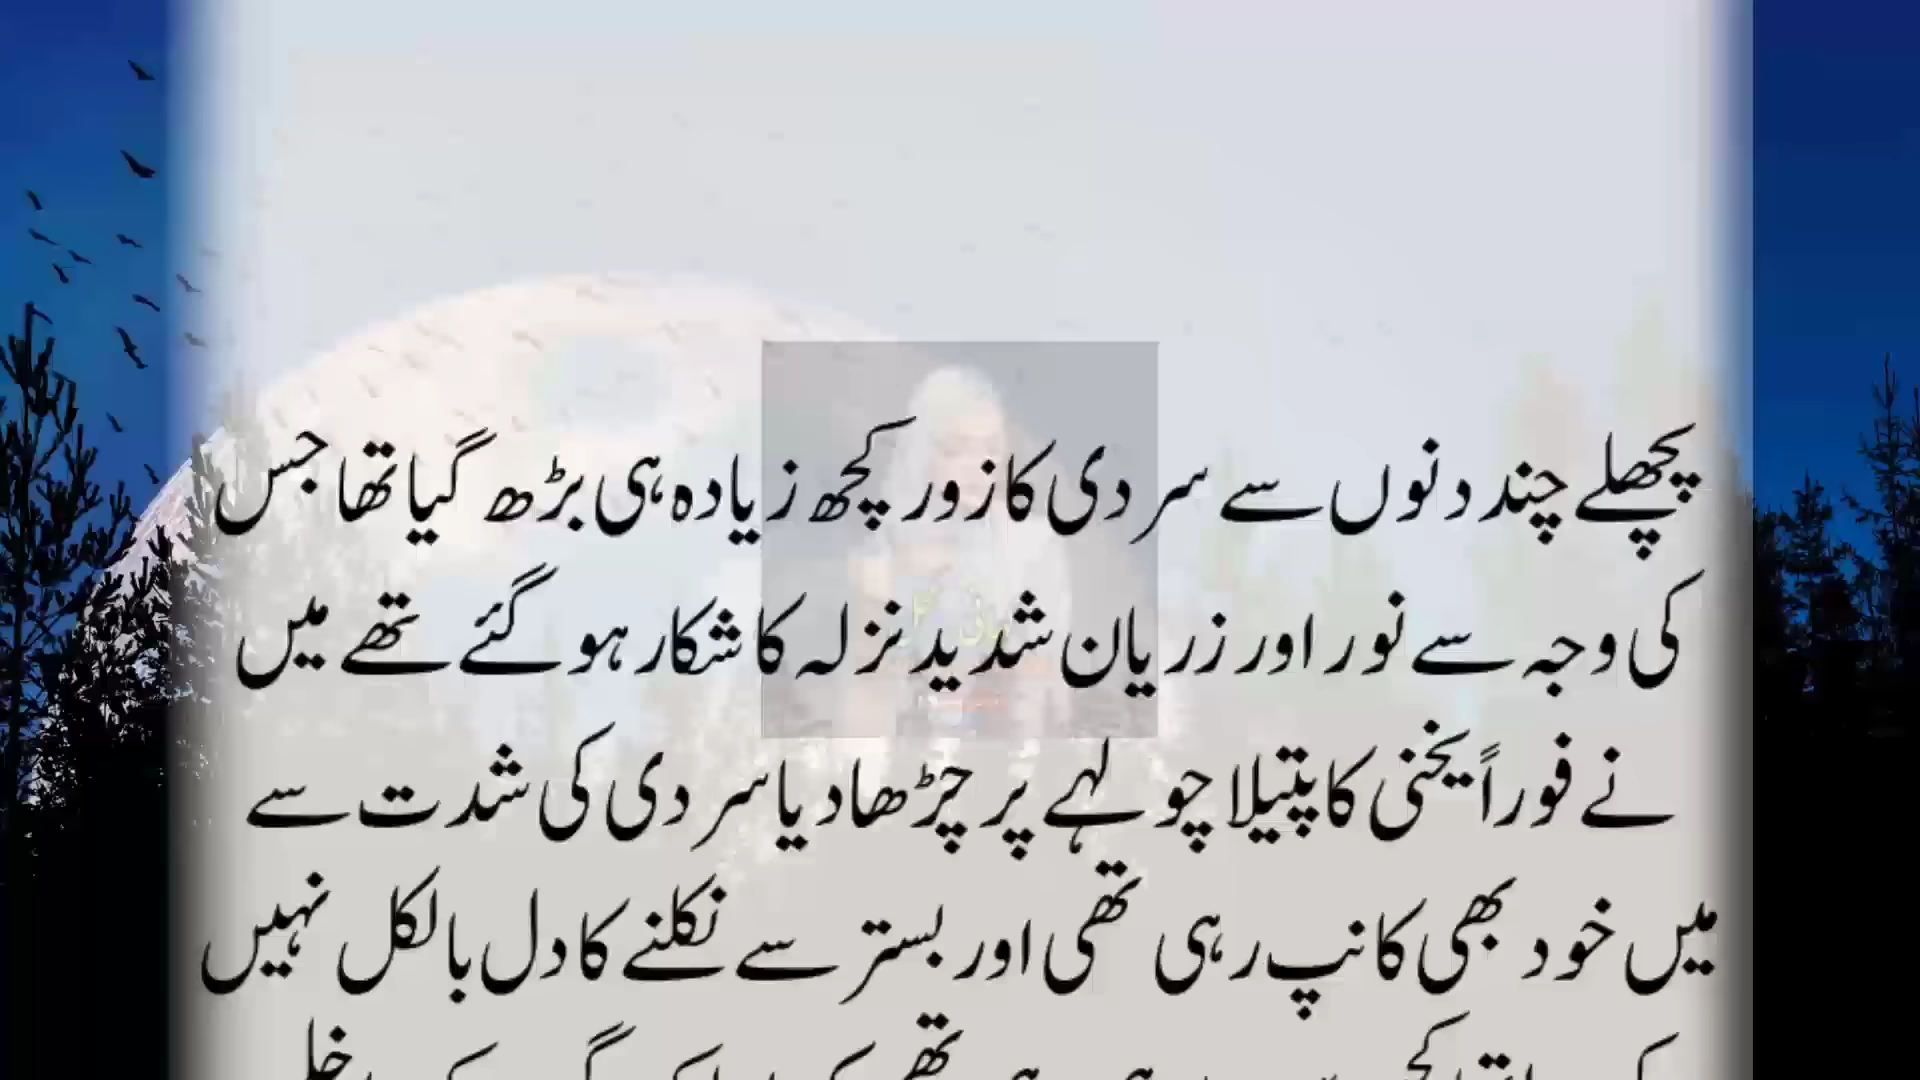 پچھلے چند دنوں سے سردی کا زور کچھ زیادہ ہی بڑھ گیا تھا جس
کی وجہ سے نور اور زریان شدید نزلہ کا شکار ہو گئے تھے میں
نے فوراً یخنی کا پتیلا چولہے پر چڑھا دیا سردی کی شدت سے
میں خود بھی کانپ رہی تھی اور بستر سے نکلنے کا دل بالکل نہیں